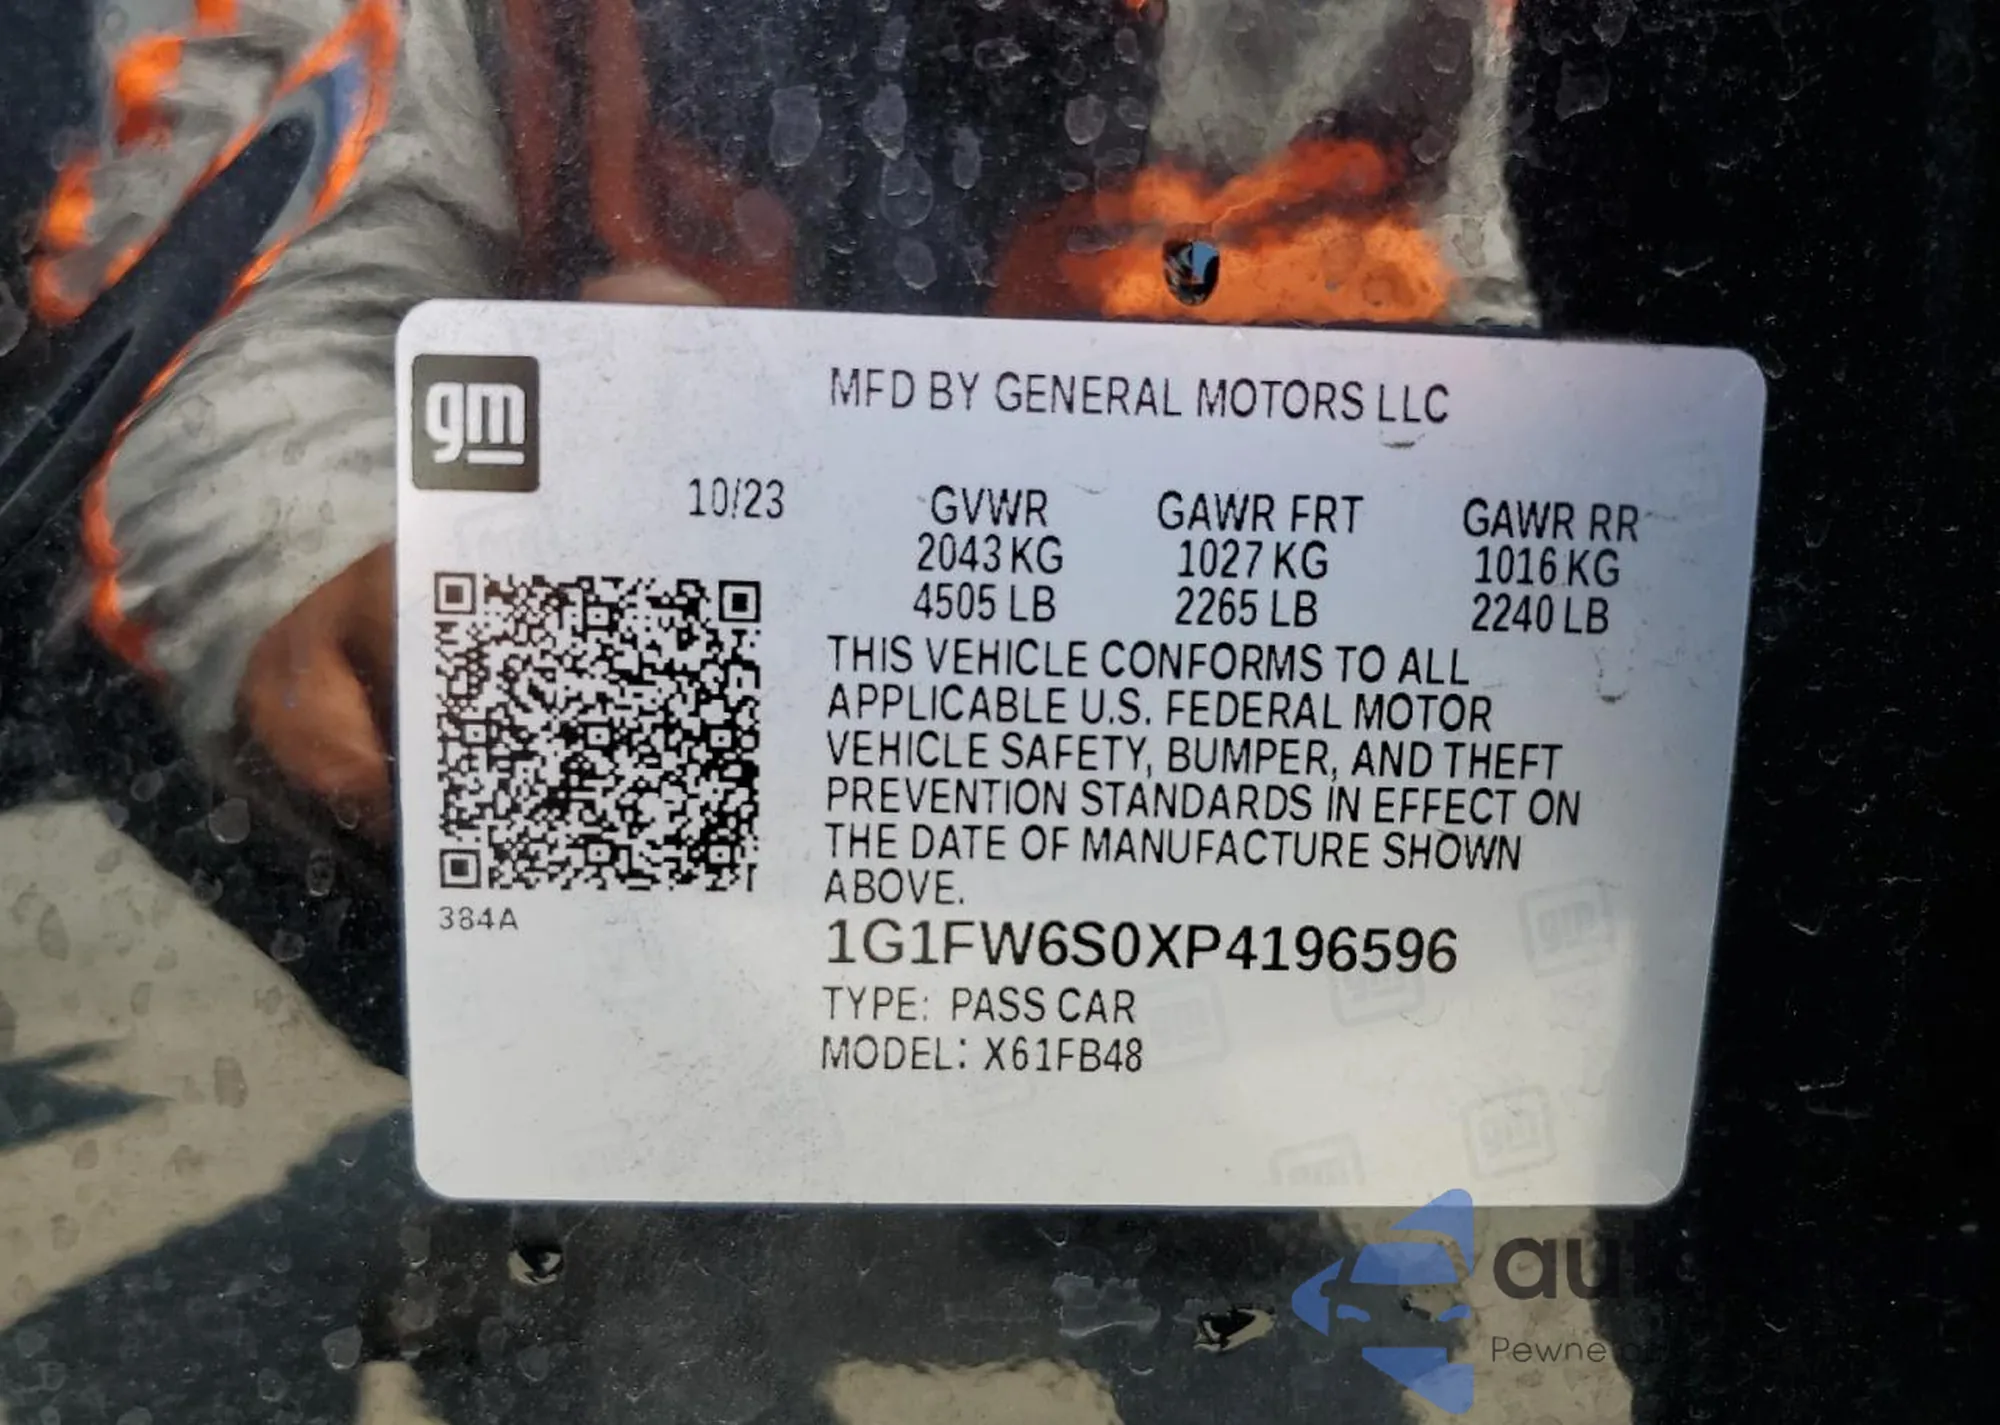 gm
MFD BY GENERAL MOTORS LLC
10/23
GVWR GAWR FRT GAWR RR
2043 KG 1027 KG 1016 KG
4505 LB 2265 LB 2240 LB
THIS VEHICLE CONFORMS TO ALL
APPLICABLE U.S. FEDERAL MOTOR
VEHICLE SAFETY, BUMPER, AND THEFT
PREVENTION STANDARDS IN EFFECT ON
THE DATE OF MANUFACTURE SHOWN
ABOVE.
384A
1G1FW6S0XP4196596
TYPE: PASS CAR
MODEL: X61FB48
Pewne